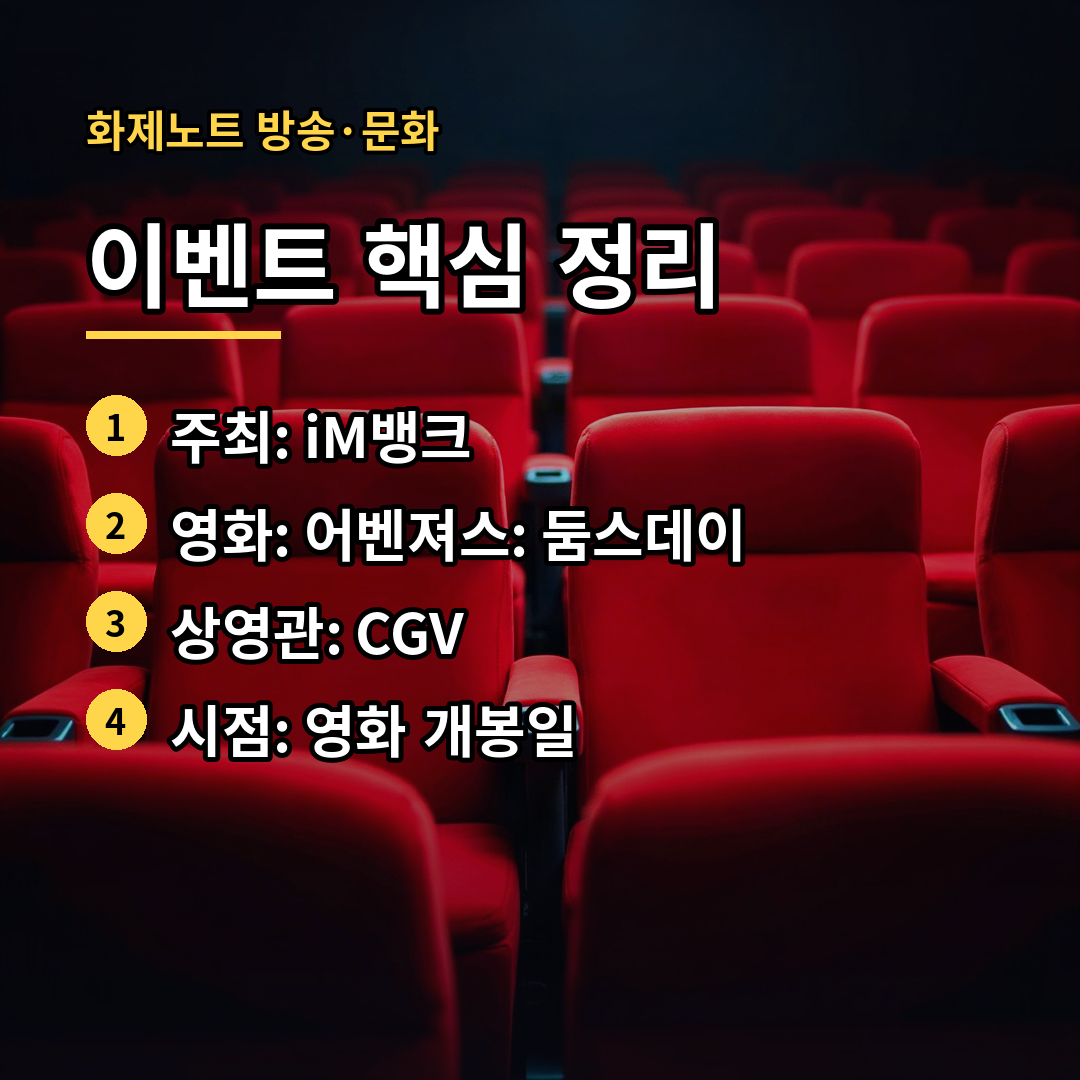 화제노트 방송·문화
이벤트 핵심 정리
1 주최: iM뱅크
2 영화: 어벤져스: 둠스데이
3 상영관: CGV
4 시점: 영화 개봉일